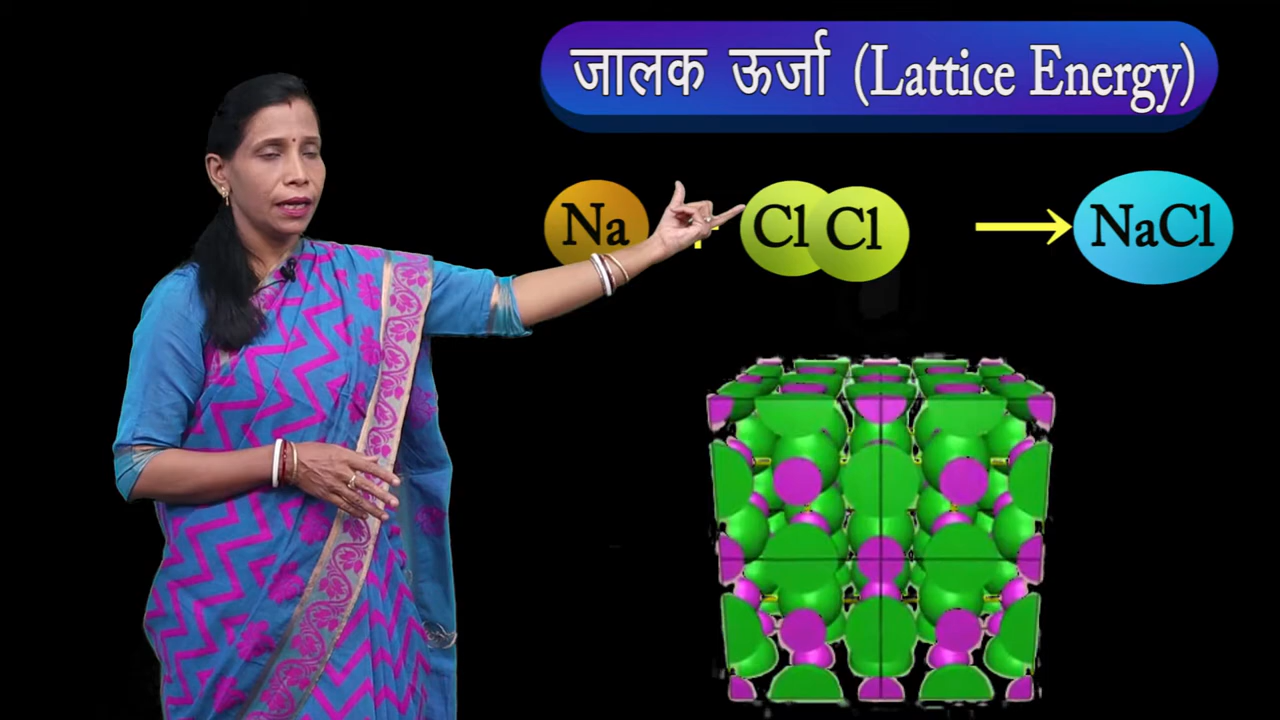 जालक ऊर्जा (Lattice Energy)
Na + Cl Cl → NaCl